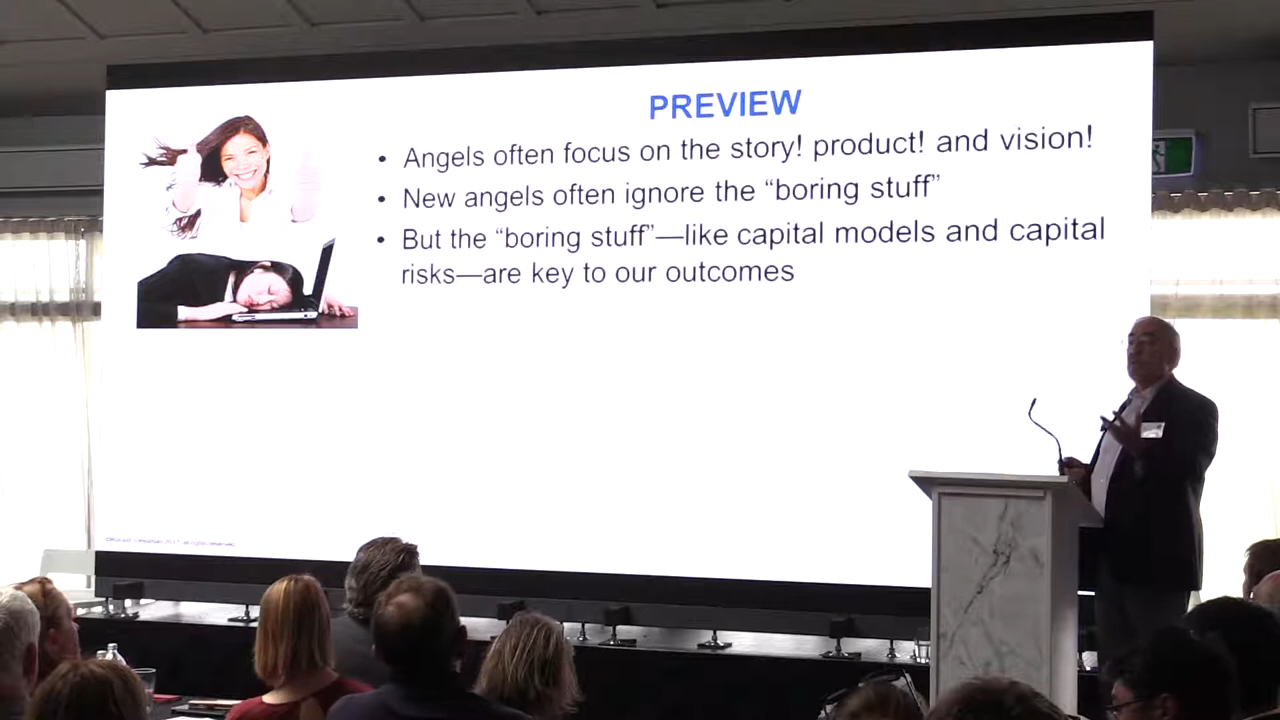 PREVIEW
• Angels often focus on the story! product! and vision!
• New angels often ignore the “boring stuff”
• But the “boring stuff”—like capital models and capital
risks—are key to our outcomes